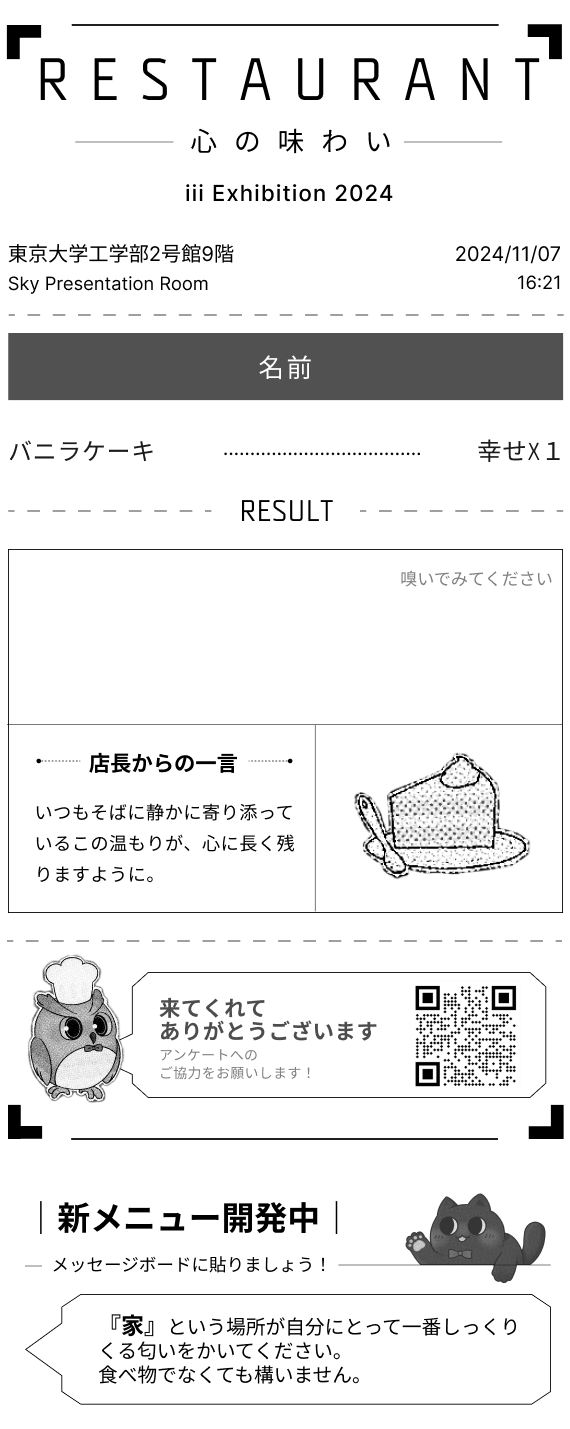 RESTAURANT
心の味わい
iii Exhibition 2024
東京大学工学部2号館9階
2024/11/07
Sky Presentation Room
16:21
名前
バニラケーキ
幸せX1
RESULT
嗅いでみてください
店長からの一言
いつもそばに静かに寄り添って
いるこの温もりが、心に長く残
りますように。
来てくれて
ありがとうございます
アンケートへの
ご協力をお願いします！
新メニュー開発中
メッセージボードに貼りましょう！
『家』という場所が自分にとって一番しっくり
くる匂いをかいてください。
食べ物でなくても構いません。